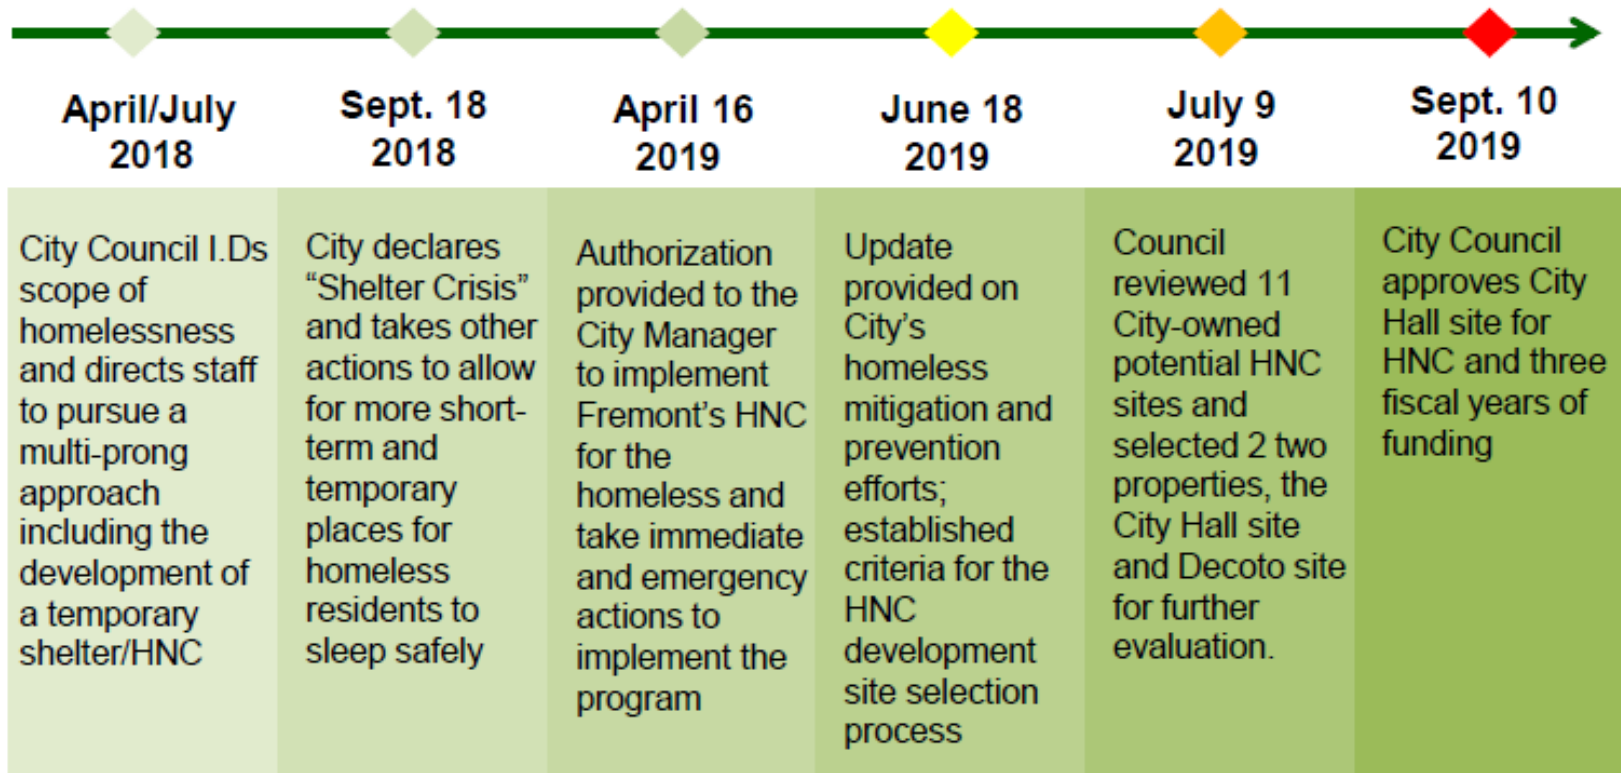 April/July
2018
Sept. 18
2018
April 16
2019
June 18
2019
July 9
2019
Sept. 10
2019
City Council I.Ds
scope of
homelessness
and directs staff
to pursue a
multi-prong
approach
including the
development of
a temporary
shelter/HNC
City declares
“Shelter Crisis”
and takes other
actions to allow
for more short-
term and
temporary
places for
homeless
residents to
sleep safely
Authorization
provided to the
City Manager
to implement
Fremont’s HNC
for the
homeless and
take immediate
and emergency
actions to
implement the
program
Update
provided on
City’s
homeless
mitigation and
prevention
efforts;
established
criteria for the
HNC
development
site selection
process
Council
reviewed 11
City-owned
potential HNC
sites and
selected 2 two
properties, the
City Hall site
and Decoto site
for further
evaluation.
City Council
approves City
Hall site for
HNC and three
fiscal years of
funding